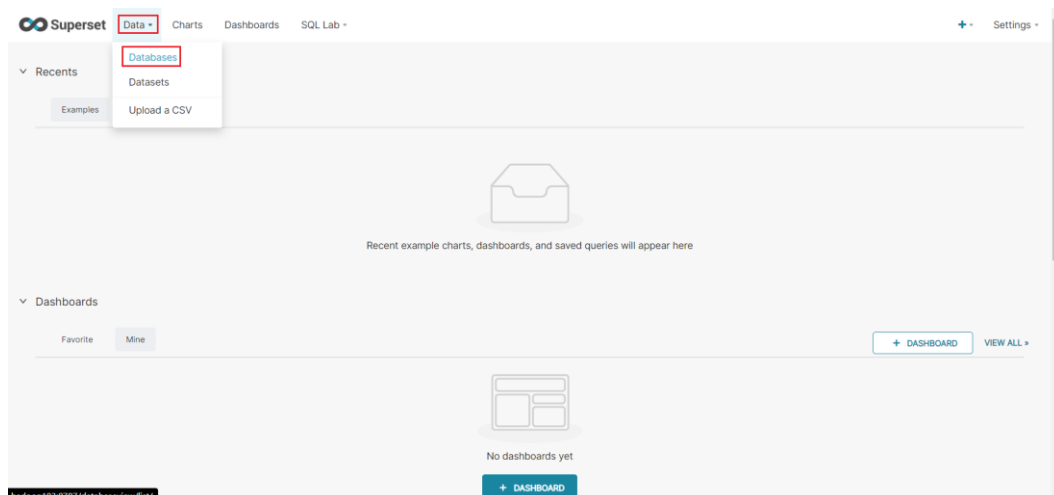 Superset Data Charts Dashboards SQL Lab + Settings
Databases
Datasets
Upload a CSV
Recents
Examples
Recent example charts, dashboards, and saved queries will appear here
Dashboards
Favorite Mine + DASHBOARD VIEW ALL »
No dashboards yet
+ DASHBOARD